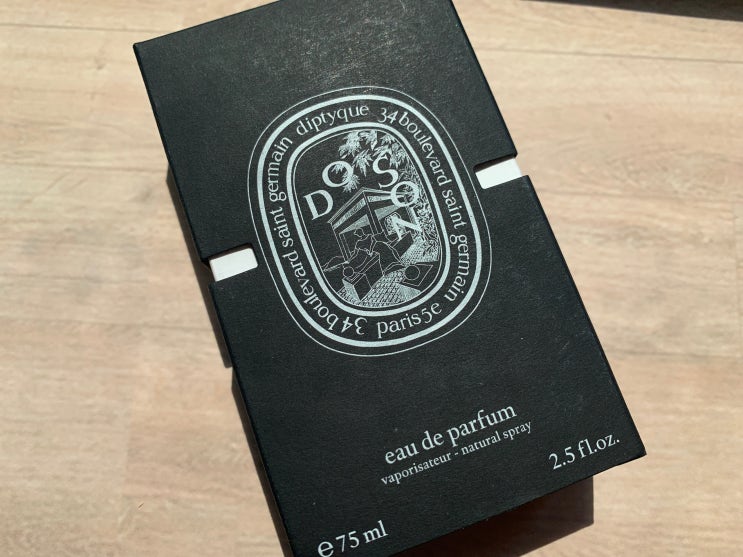 diptyque 34 boulevard saint germain paris5e 34 boulevard saint germain
DO SON
eau de parfum
vaporisateur - natural spray
2.5 fl.oz.
e 75 ml